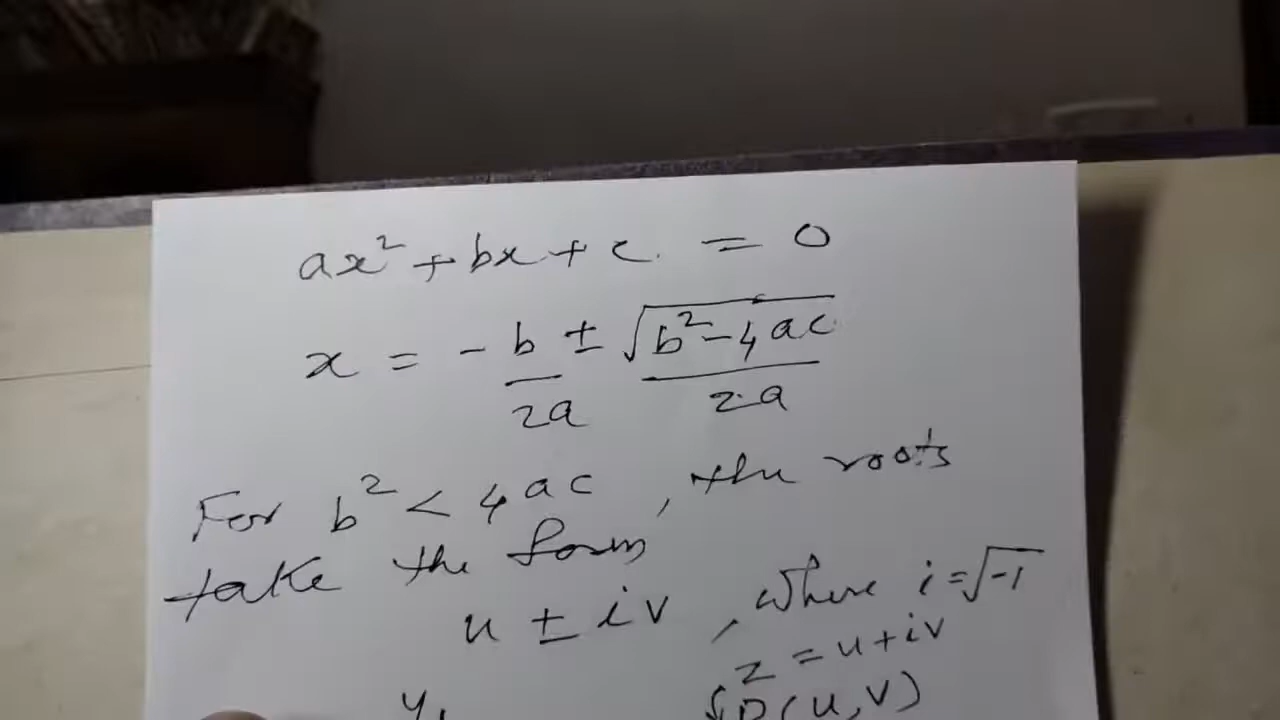 ax² + bx + c = 0
x = -b/2a ± √(b²-4ac)/2a
For b² < 4ac, the roots
take the form
u ± iv, where i = √-1
z = u + iv
y
P(u,v)